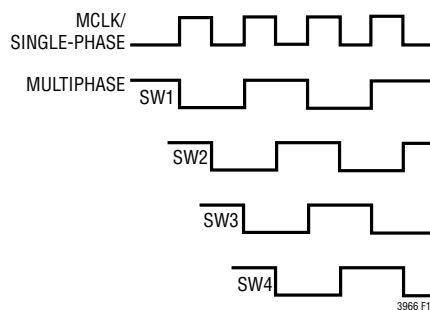 MCLK/
SINGLE-PHASE
MULTIPHASE
SW1
SW2
SW3
SW4
3966 F1